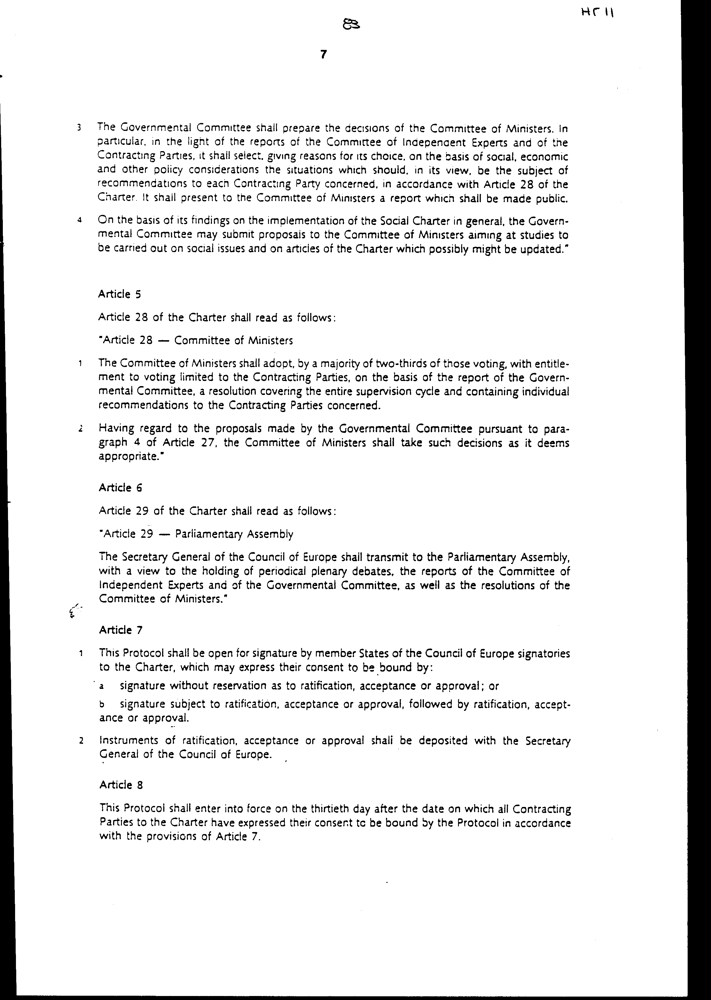 83
7
3 The Governmental Committee shall prepare the decisions of the Committee of Ministers. In
particular, in the light of the reports of the Committee of Independent Experts and of the
Contracting Parties, it shall select, giving reasons for its choice, on the basis of social, economic
and other policy considerations the situations which should, in its view, be the subject of
recommendations to each Contracting Party concerned, in accordance with Article 28 of the
Charter. It shall present to the Committee of Ministers a report which shall be made public.
4 On the basis of its findings on the implementation of the Social Charter in general, the Govern-
mental Committee may submit proposals to the Committee of Ministers aiming at studies to
be carried out on social issues and on articles of the Charter which possibly might be updated."
Article 5
Article 28 of the Charter shall read as follows:
"Article 28 — Committee of Ministers
1 The Committee of Ministers shall adopt, by a majority of two-thirds of those voting, with entitle-
ment to voting limited to the Contracting Parties, on the basis of the report of the Govern-
mental Committee, a resolution covering the entire supervision cycle and containing individual
recommendations to the Contracting Parties concerned.
2 Having regard to the proposals made by the Governmental Committee pursuant to para-
graph 4 of Article 27, the Committee of Ministers shall take such decisions as it deems
appropriate."
Article 6
Article 29 of the Charter shall read as follows:
"Article 29 — Parliamentary Assembly
The Secretary General of the Council of Europe shall transmit to the Parliamentary Assembly,
with a view to the holding of periodical plenary debates, the reports of the Committee of
Independent Experts and of the Governmental Committee, as well as the resolutions of the
Committee of Ministers."
Article 7
1 This Protocol shall be open for signature by member States of the Council of Europe signatories
to the Charter, which may express their consent to be bound by:
a signature without reservation as to ratification, acceptance or approval; or
b signature subject to ratification, acceptance or approval, followed by ratification, accept-
ance or approval.
2 Instruments of ratification, acceptance or approval shall be deposited with the Secretary
General of the Council of Europe.
Article 8
This Protocol shall enter into force on the thirtieth day after the date on which all Contracting
Parties to the Charter have expressed their consent to be bound by the Protocol in accordance
with the provisions of Article 7.